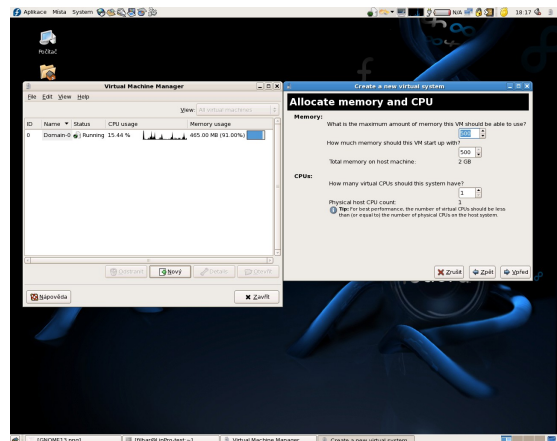 Aplikace Místa System
N/A
18:17
Počítač
Virtual Machine Manager
File Edit View Help
View: All virtual machines
ID Name Status CPU usage Memory usage
0 Domain-0 Running 15.44 % 465.00 MB (91.00%)
Odstranit Nový Details Otevřít
Nápověda Zavřít
Create a new virtual system
Allocate memory and CPU
Memory:
What is the maximum amount of memory this VM should be able to use?
500
How much memory should this VM start up with?
500
Total memory on host machine: 2 GB
CPUs:
How many virtual CPUs should this system have?
1
Physical host CPU count: 1
Tip: For best performance, the number of virtual CPUs should be less
than (or equal to) the number of physical CPUs on the host system.
Zrušit Zpět Vpřed
[GNOME13.png] Virtual Machine Manager Create a new virtual system